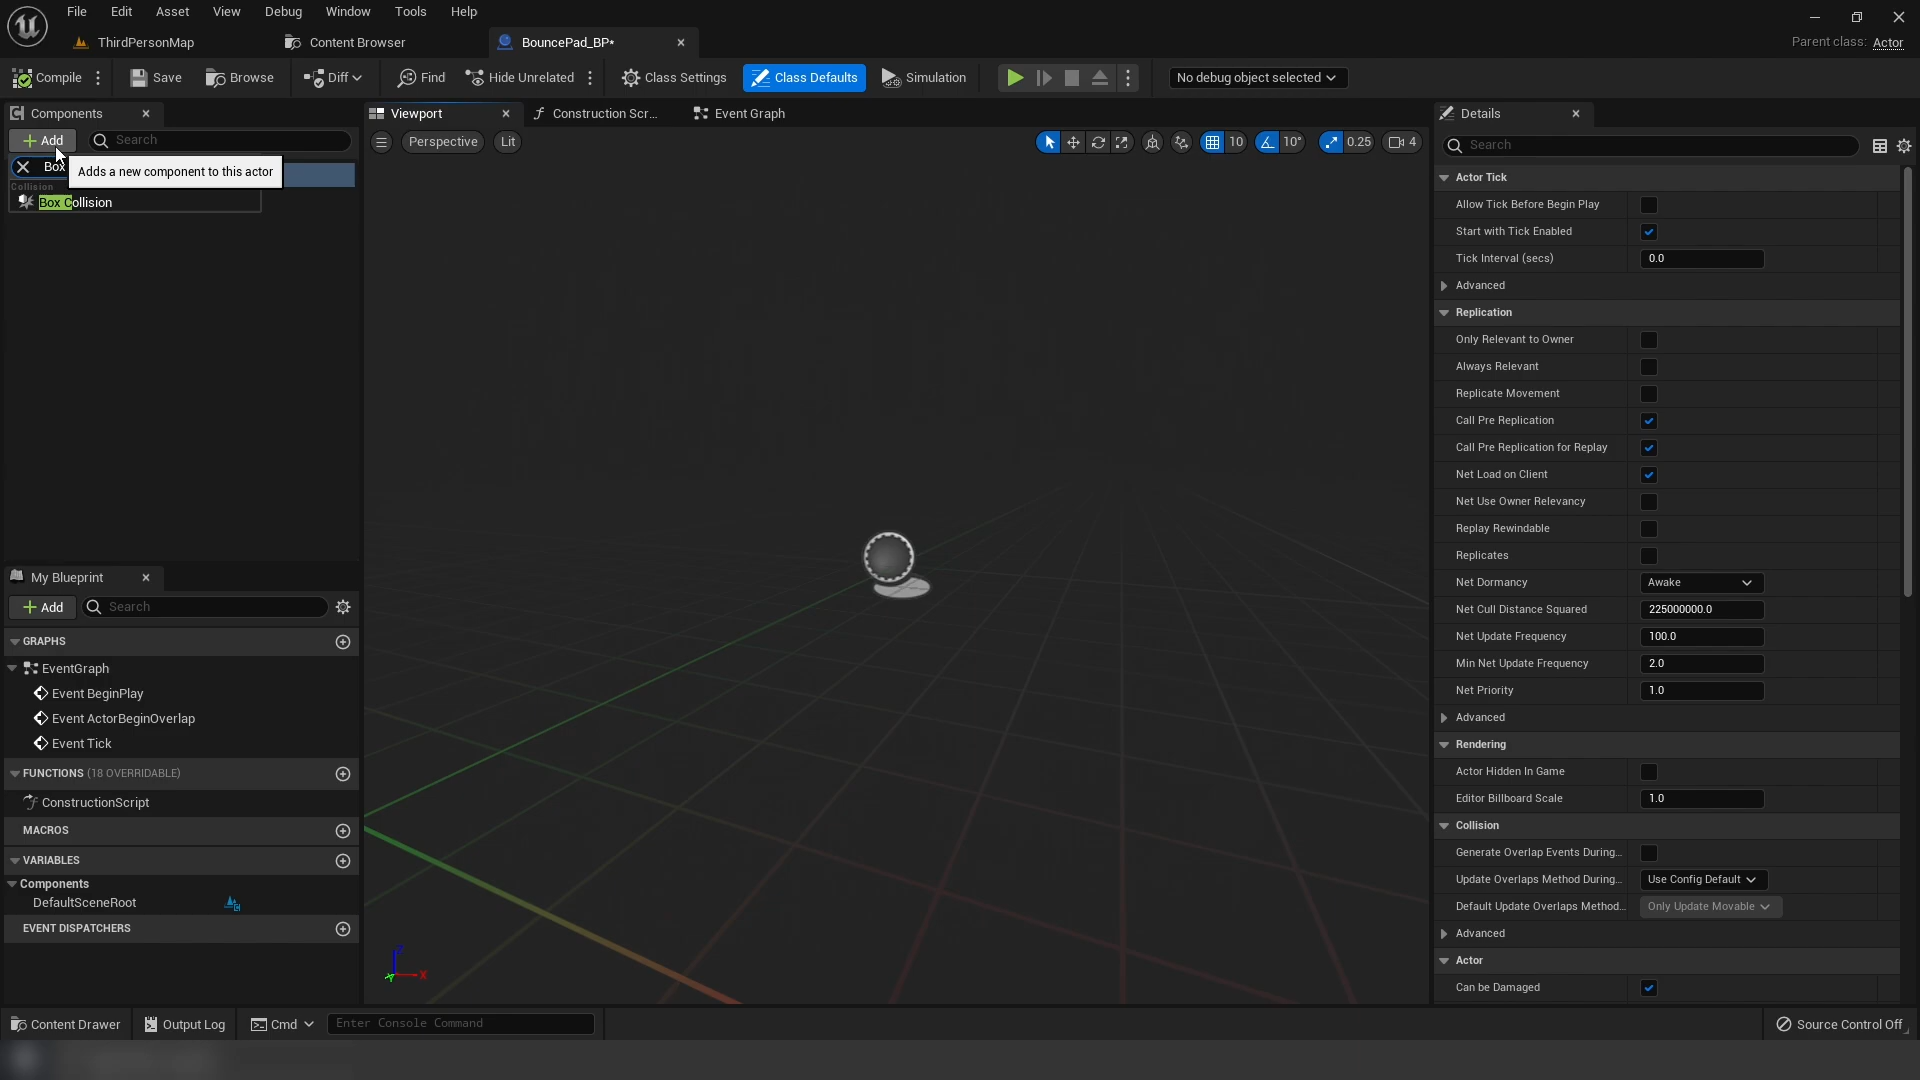 File Edit Asset View Debug Window Tools Help
ThirdPersonMap Content Browser BouncePad_BP*
Parent class: Actor
Compile Save Browse Diff Find Hide Unrelated Class Settings Class Defaults Simulation No debug object selected
Components Viewport Construction Scr... Event Graph Details
Add Search Perspective Lit 10 10° 0.25 4 Search
Box
Adds a new component to this actor
Collision
Box Collision
Actor Tick
Allow Tick Before Begin Play
Start with Tick Enabled
Tick Interval (secs) 0.0
Advanced
Replication
Only Relevant to Owner
Always Relevant
Replicate Movement
Call Pre Replication
Call Pre Replication for Replay
Net Load on Client
Net Use Owner Relevancy
Replay Rewindable
Replicates
Net Dormancy Awake
Net Cull Distance Squared 225000000.0
Net Update Frequency 100.0
Min Net Update Frequency 2.0
Net Priority 1.0
Advanced
Rendering
Actor Hidden In Game
Editor Billboard Scale 1.0
Collision
Generate Overlap Events During...
Update Overlaps Method During... Use Config Default
Default Update Overlaps Method... Only Update Movable
Advanced
Actor
Can be Damaged
My Blueprint
Add Search
GRAPHS
EventGraph
Event BeginPlay
Event ActorBeginOverlap
Event Tick
FUNCTIONS (18 OVERRIDABLE)
ConstructionScript
MACROS
VARIABLES
Components
DefaultSceneRoot
EVENT DISPATCHERS
Z
Y X
Content Drawer Output Log Cmd Enter Console Command Source Control Off